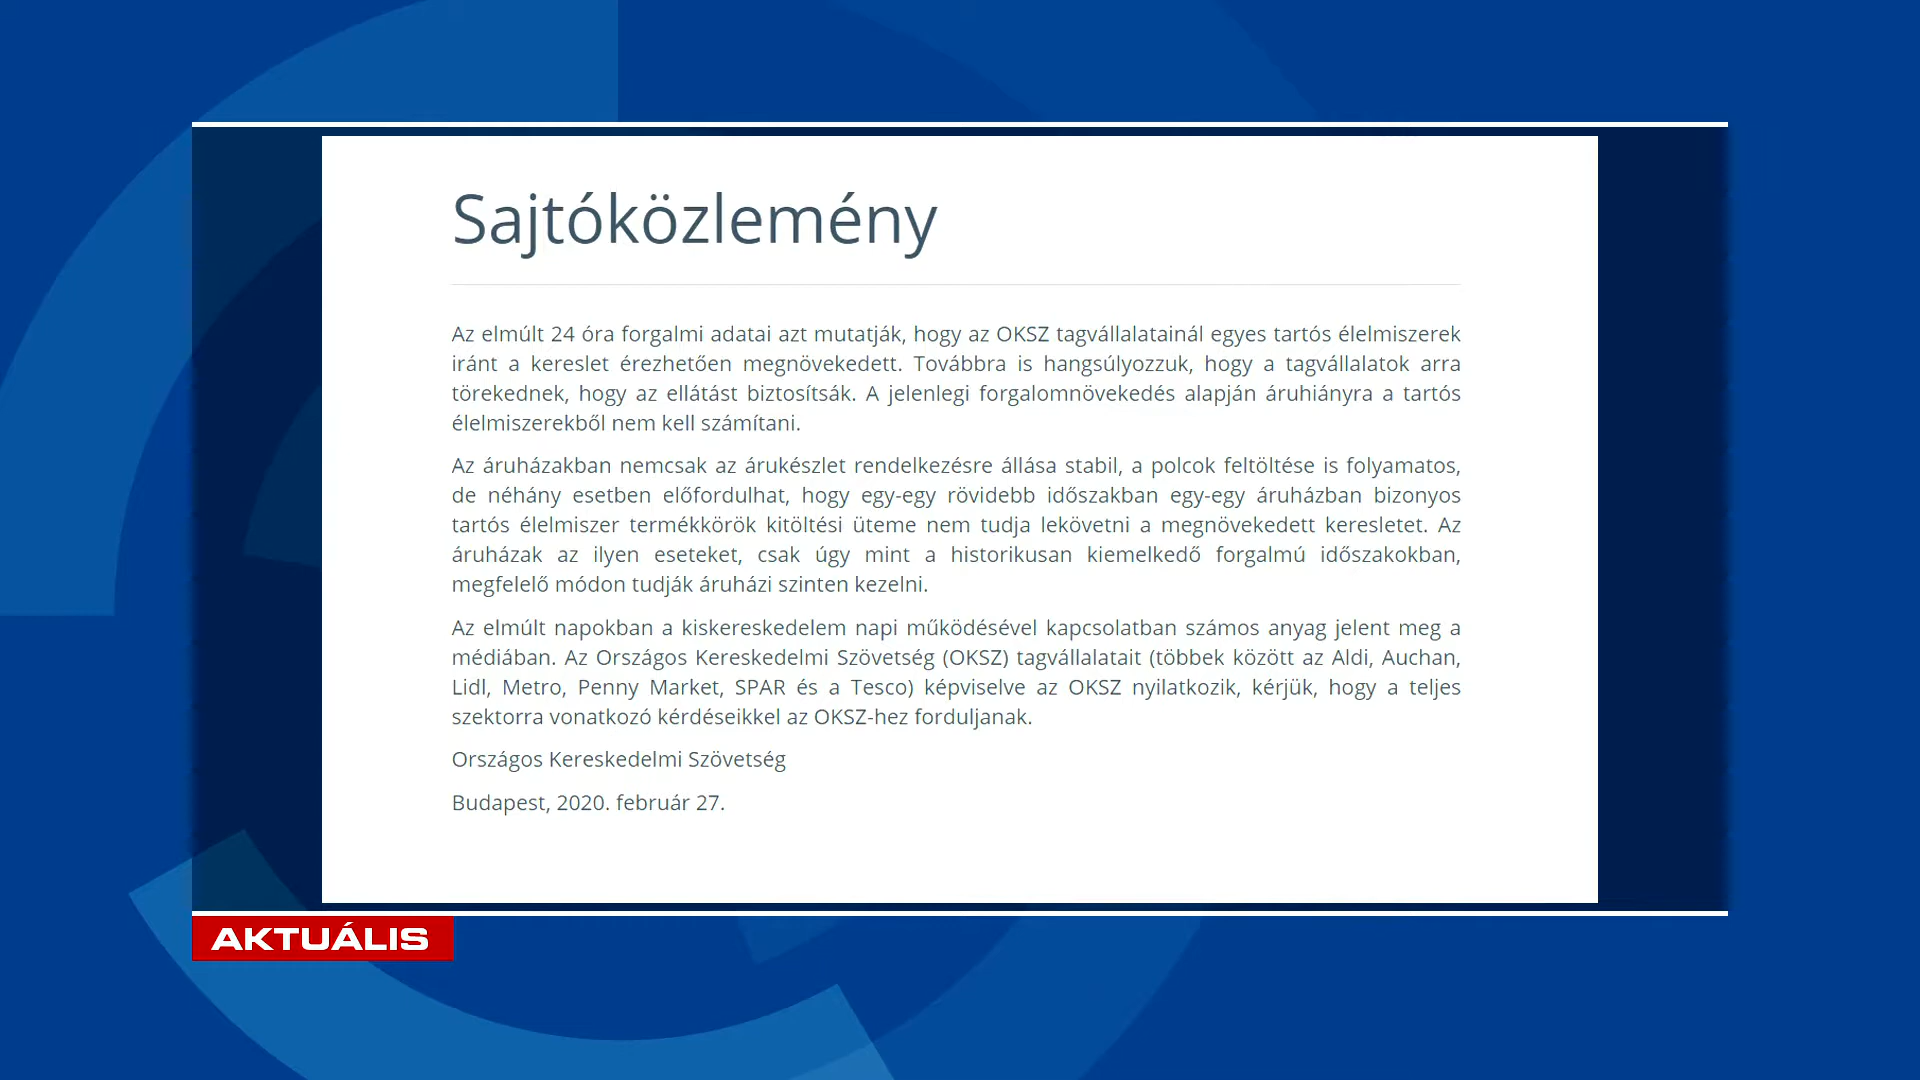 Sajtóközlemény
Az elmúlt 24 óra forgalmi adatai azt mutatják, hogy az OKSZ tagvállalatainál egyes tartós élelmiszerek
iránt a kereslet érezhetően megnövekedett. Továbbra is hangsúlyozzuk, hogy a tagvállalatok arra
törekednek, hogy az ellátást biztosítsák. A jelenlegi forgalomnövekedés alapján áruhiányra a tartós
élelmiszerekből nem kell számítani.
Az áruházakban nemcsak az árukészlet rendelkezésre állása stabil, a polcok feltöltése is folyamatos,
de néhány esetben előfordulhat, hogy egy-egy rövidebb időszakban egy-egy áruházban bizonyos
tartós élelmiszer termékkörök kitöltési üteme nem tudja lekövetni a megnövekedett keresletet. Az
áruházak az ilyen eseteket, csak úgy mint a historikusan kiemelkedő forgalmú időszakokban,
megfelelő módon tudják áruházi szinten kezelni.
Az elmúlt napokban a kiskereskedelem napi működésével kapcsolatban számos anyag jelent meg a
médiában. Az Országos Kereskedelmi Szövetség (OKSZ) tagvállalatait (többek között az Aldi, Auchan,
Lidl, Metro, Penny Market, SPAR és a Tesco) képviselve az OKSZ nyilatkozik, kérjük, hogy a teljes
szektorra vonatkozó kérdéseikkel az OKSZ-hez forduljanak.
Országos Kereskedelmi Szövetség
Budapest, 2020. február 27.
AKTUÁLIS